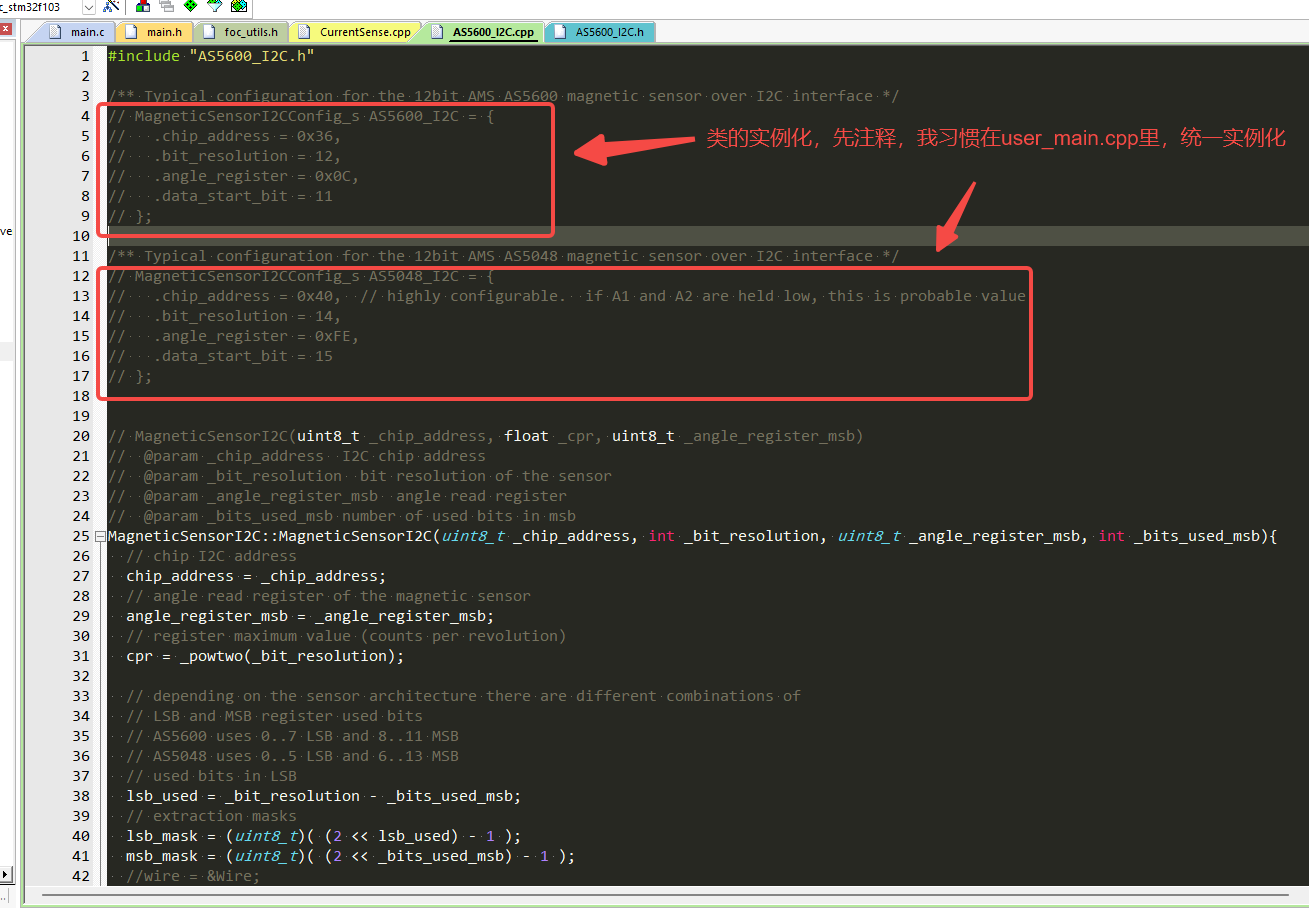 c_stm32f103
main.c
main.h
foc_utils.h
CurrentSense.cpp
AS5600_I2C.cpp
AS5600_I2C.h
ve
1 #include "AS5600_I2C.h"
2
3 /** Typical configuration for the 12bit AMS AS5600 magnetic sensor over I2C interface */
4 // MagneticSensorI2CConfig_s AS5600_I2C = {
5 //   .chip_address = 0x36,
6 //   .bit_resolution = 12,
7 //   .angle_register = 0x0C,
8 //   .data_start_bit = 11
9 // };
类的实例化，先注释，我习惯在user_main.cpp里，统一实例化
10
11 /** Typical configuration for the 12bit AMS AS5048 magnetic sensor over I2C interface */
12 // MagneticSensorI2CConfig_s AS5048_I2C = {
13 //   .chip_address = 0x40,  // highly configurable.  if A1 and A2 are held low, this is probable value
14 //   .bit_resolution = 14,
15 //   .angle_register = 0xFE,
16 //   .data_start_bit = 15
17 // };
18
19
20 // MagneticSensorI2C(uint8_t _chip_address, float _cpr, uint8_t _angle_register_msb)
21 //  @param _chip_address  I2C chip address
22 //  @param _bit_resolution  bit resolution of the sensor
23 //  @param _angle_register_msb  angle read register
24 //  @param _bits_used_msb number of used bits in msb
25 MagneticSensorI2C::MagneticSensorI2C(uint8_t _chip_address, int _bit_resolution, uint8_t _angle_register_msb, int _bits_used_msb){
26   // chip I2C address
27   chip_address = _chip_address;
28   // angle read register of the magnetic sensor
29   angle_register_msb = _angle_register_msb;
30   // register maximum value (counts per revolution)
31   cpr = _powtwo(_bit_resolution);
32
33   // depending on the sensor architecture there are different combinations of
34   // LSB and MSB register used bits
35   // AS5600 uses 0..7 LSB and 8..11 MSB
36   // AS5048 uses 0..5 LSB and 6..13 MSB
37   // used bits in LSB
38   lsb_used = _bit_resolution - _bits_used_msb;
39   // extraction masks
40   lsb_mask = (uint8_t)( (2 << lsb_used) - 1 );
41   msb_mask = (uint8_t)( (2 << _bits_used_msb) - 1 );
42   //wire = &Wire;